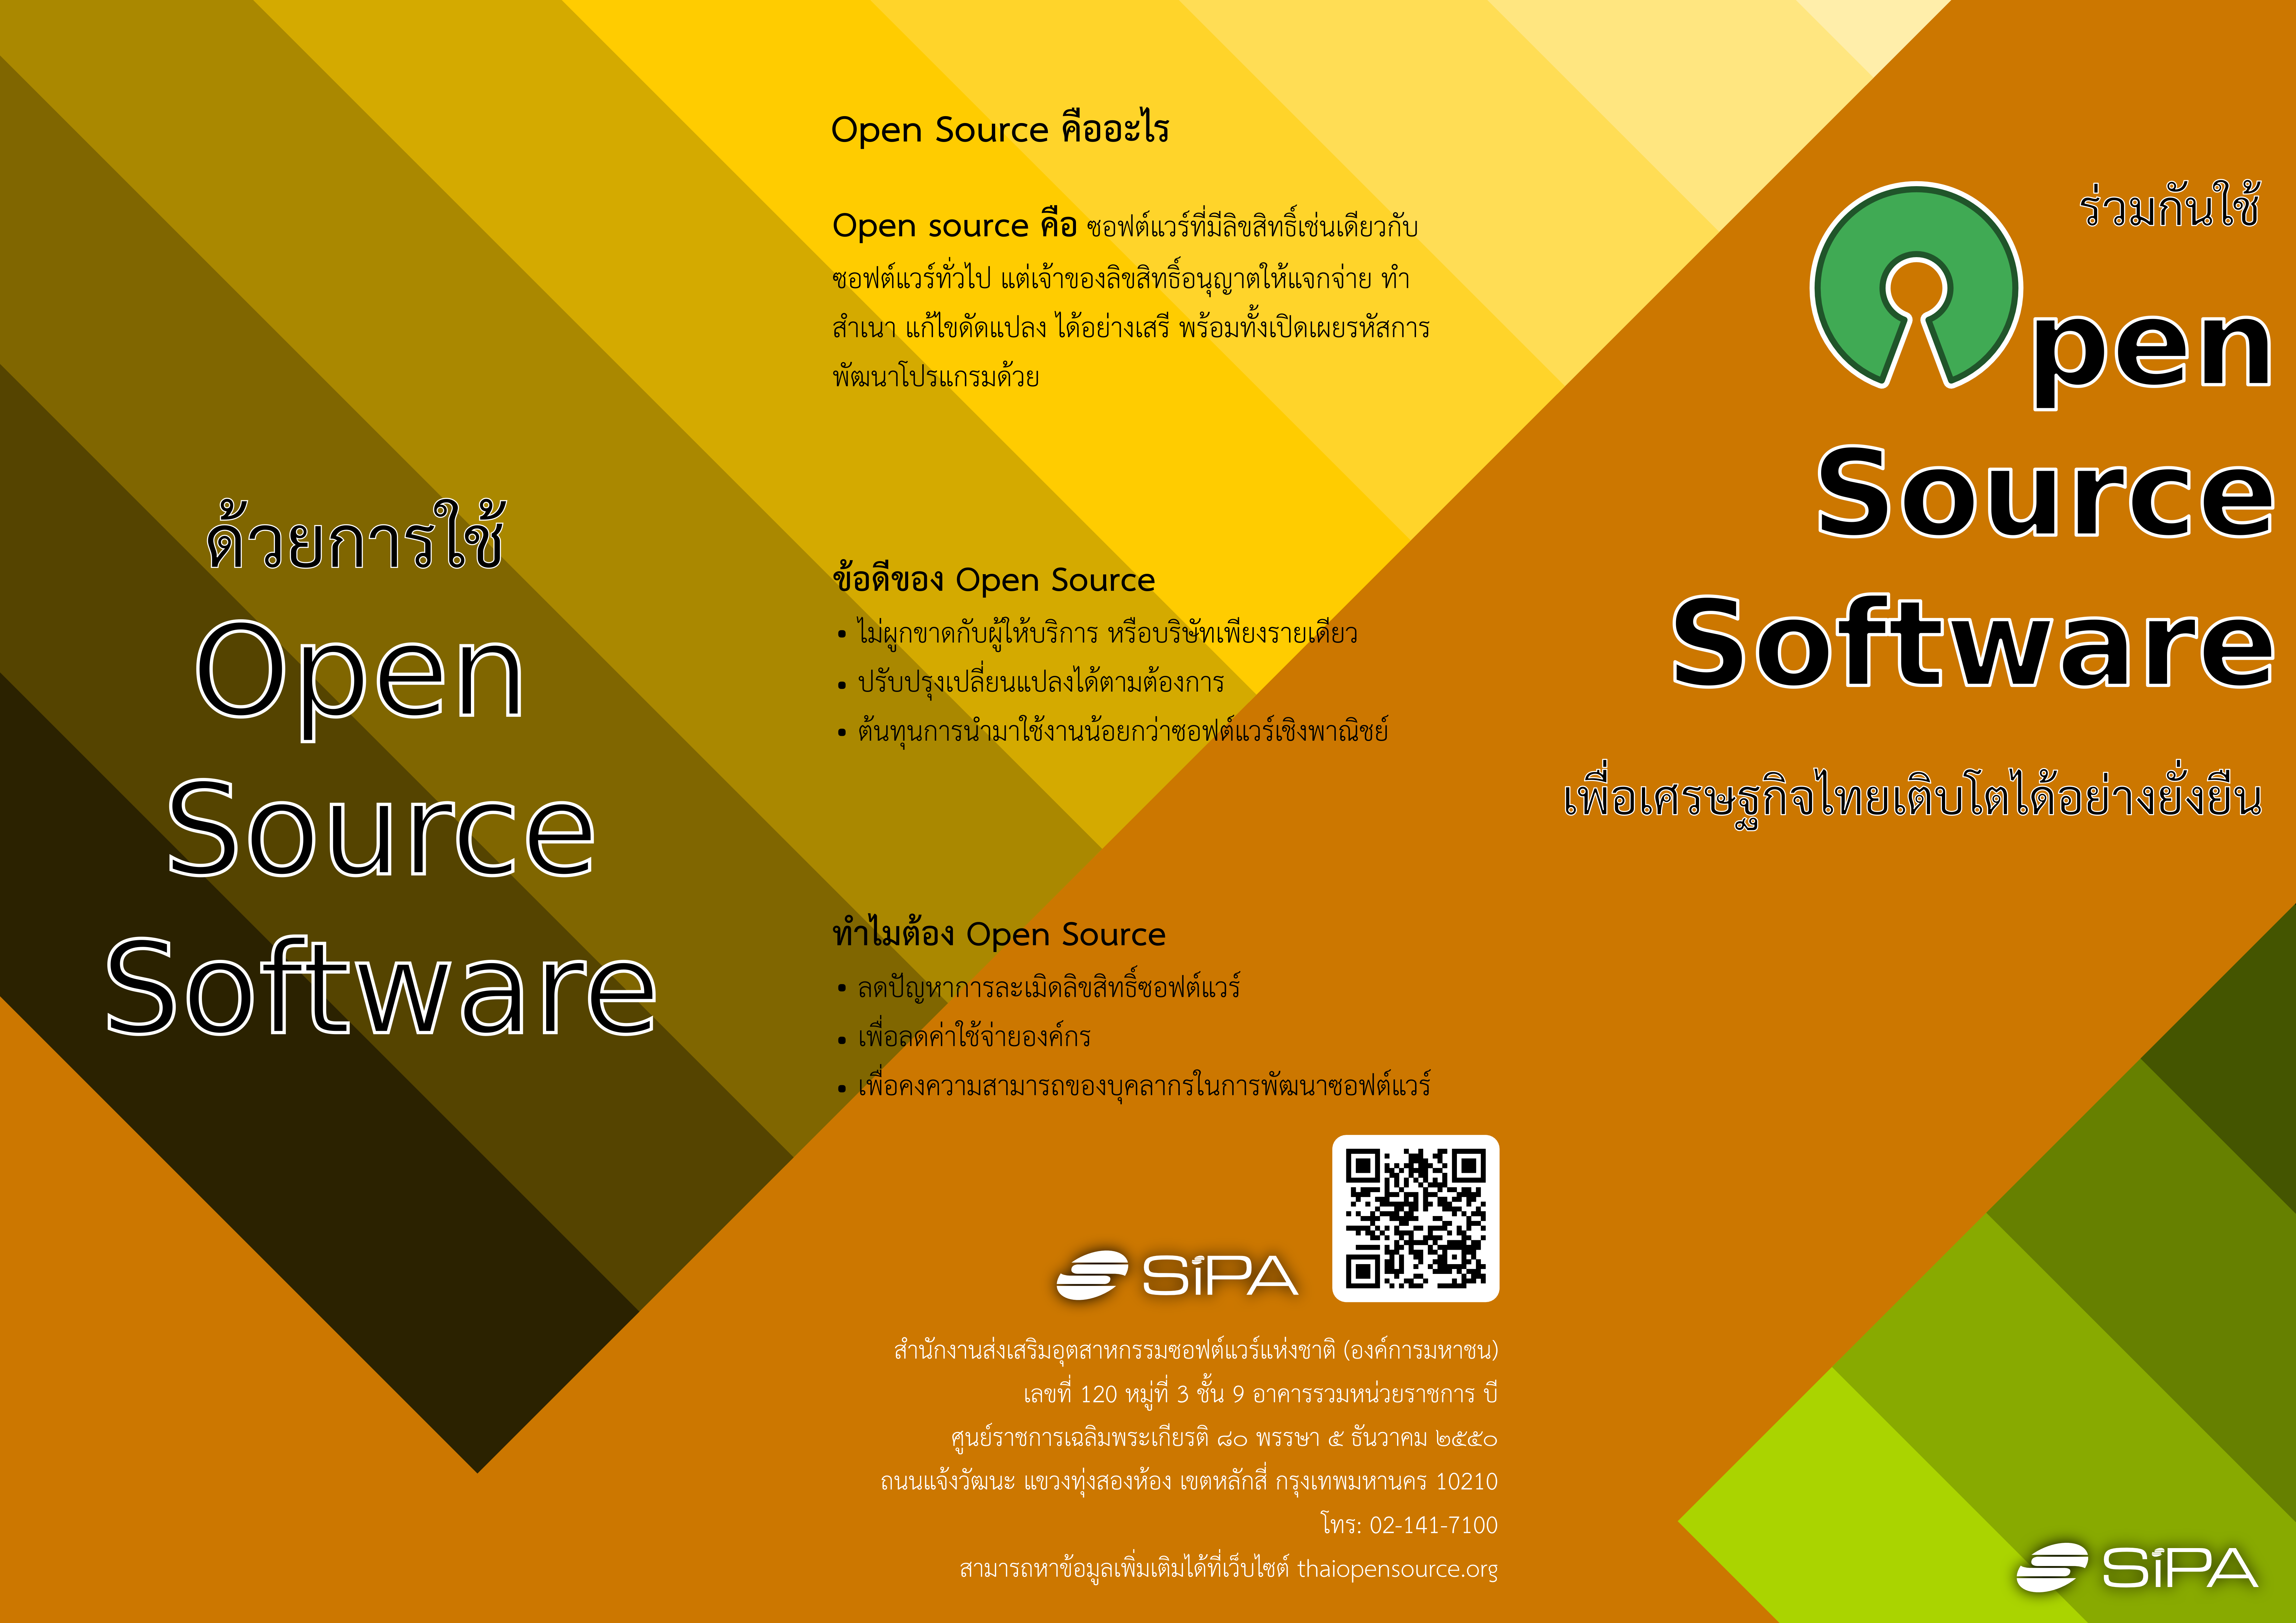 ด้วยการใช้
Open
Source
Software
Open Source คืออะไร
Open source คือ ซอฟต์แวร์ที่มีลิขสิทธิ์เช่นเดียวกับ
ซอฟต์แวร์ทั่วไป แต่เจ้าของลิขสิทธิ์อนุญาตให้แจกจ่าย ทำ
สำเนา แก้ไขดัดแปลง ได้อย่างเสรี พร้อมทั้งเปิดเผยรหัสการ
พัฒนาโปรแกรมด้วย
ข้อดีของ Open Source
• ไม่ผูกขาดกับผู้ให้บริการ หรือบริษัทเพียงรายเดียว
• ปรับปรุงเปลี่ยนแปลงได้ตามต้องการ
• ต้นทุนการนำมาใช้งานน้อยกว่าซอฟต์แวร์เชิงพาณิชย์
ทำไมต้อง Open Source
• ลดปัญหาการละเมิดลิขสิทธิ์ซอฟต์แวร์
• เพื่อลดค่าใช้จ่ายองค์กร
• เพื่อคงความสามารถของบุคลากรในการพัฒนาซอฟต์แวร์
SiPA
สำนักงานส่งเสริมอุตสาหกรรมซอฟต์แวร์แห่งชาติ (องค์การมหาชน)
เลขที่ 120 หมู่ที่ 3 ชั้น 9 อาคารรวมหน่วยราชการ บี
ศูนย์ราชการเฉลิมพระเกียรติ ๘๐ พรรษา ๕ ธันวาคม ๒๕๕๐
ถนนแจ้งวัฒนะ แขวงทุ่งสองห้อง เขตหลักสี่ กรุงเทพมหานคร 10210
โทร: 02-141-7100
สามารถหาข้อมูลเพิ่มเติมได้ที่เว็บไซต์ thaiopensource.org
ร่วมกันใช้
Open
Source
Software
เพื่อเศรษฐกิจไทยเติบโตได้อย่างยั่งยืน
SiPA